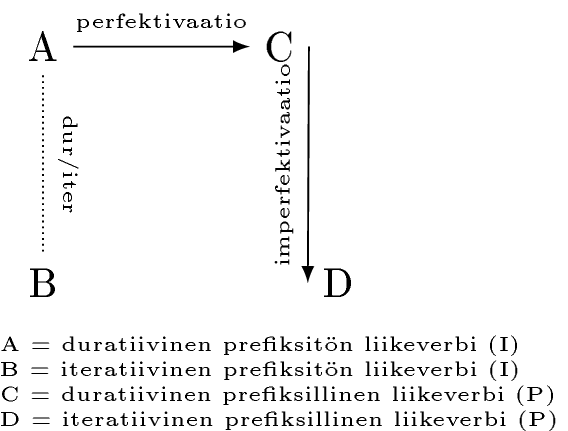 perfektivaatio
A
C
dur/iter
imperfektivaatio
B
D
A = duratiivinen prefiksitön liikeverbi (I)
B = iteratiivinen prefiksitön liikeverbi (I)
C = duratiivinen prefiksillinen liikeverbi (P)
D = iteratiivinen prefiksillinen liikeverbi (P)